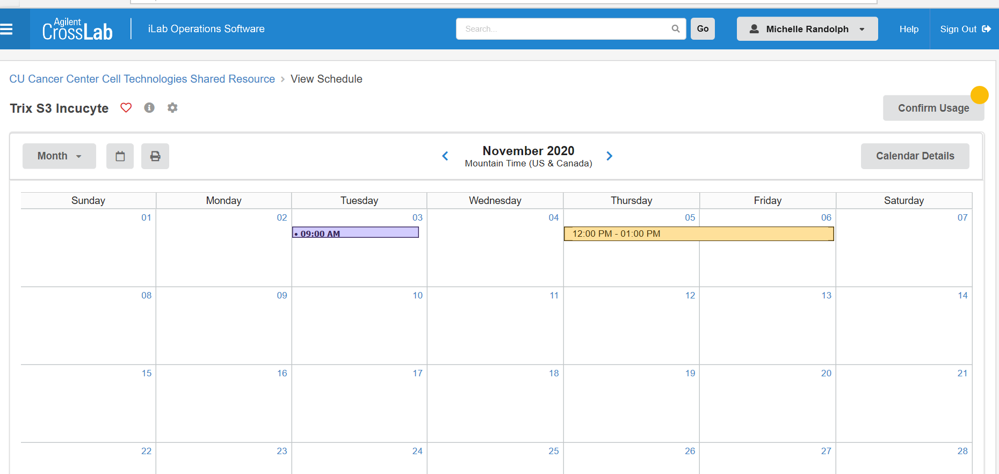 Agilent
CrossLab
iLab Operations Software
Search...
Go
Michelle Randolph
Help
Sign Out
CU Cancer Center Cell Technologies Shared Resource > View Schedule
Trix S3 Incucyte
Confirm Usage
Month
November 2020
Mountain Time (US & Canada)
Calendar Details
Sunday Monday Tuesday Wednesday Thursday Friday Saturday
01 02 03 04 05 06 07
• 09:00 AM
12:00 PM - 01:00 PM
08 09 10 11 12 13 14
15 16 17 18 19 20 21
22 23 24 25 26 27 28